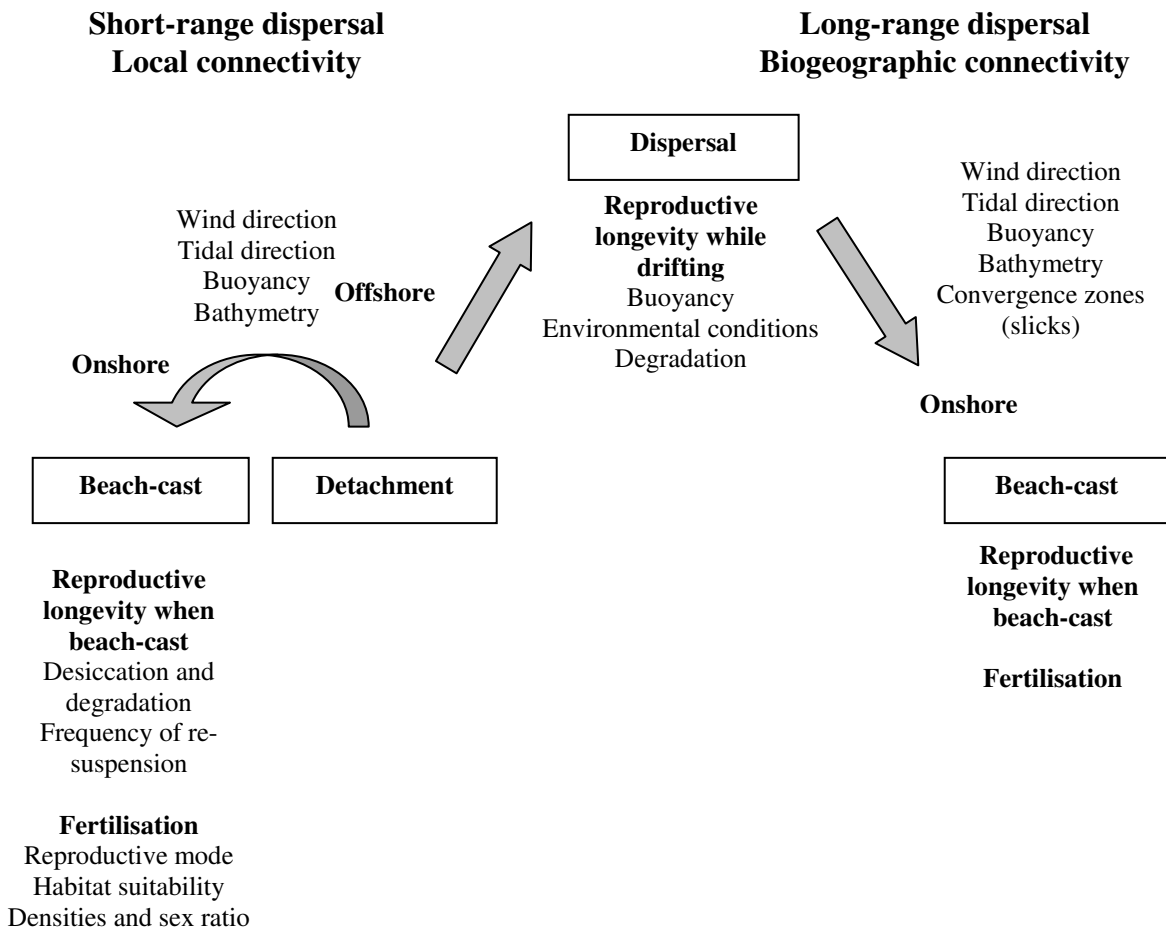 Short-range dispersal
Local connectivity
Long-range dispersal
Biogeographic connectivity
Wind direction
Tidal direction
Buoyancy
Bathymetry
Offshore
Onshore
Beach-cast
Detachment
Reproductive
longevity when
beach-cast
Desiccation and
degradation
Frequency of re-
suspension
Fertilisation
Reproductive mode
Habitat suitability
Densities and sex ratio
Dispersal
Reproductive
longevity while
drifting
Buoyancy
Environmental conditions
Degradation
Wind direction
Tidal direction
Buoyancy
Bathymetry
Convergence zones
(slicks)
Onshore
Beach-cast
Reproductive
longevity when
beach-cast
Fertilisation